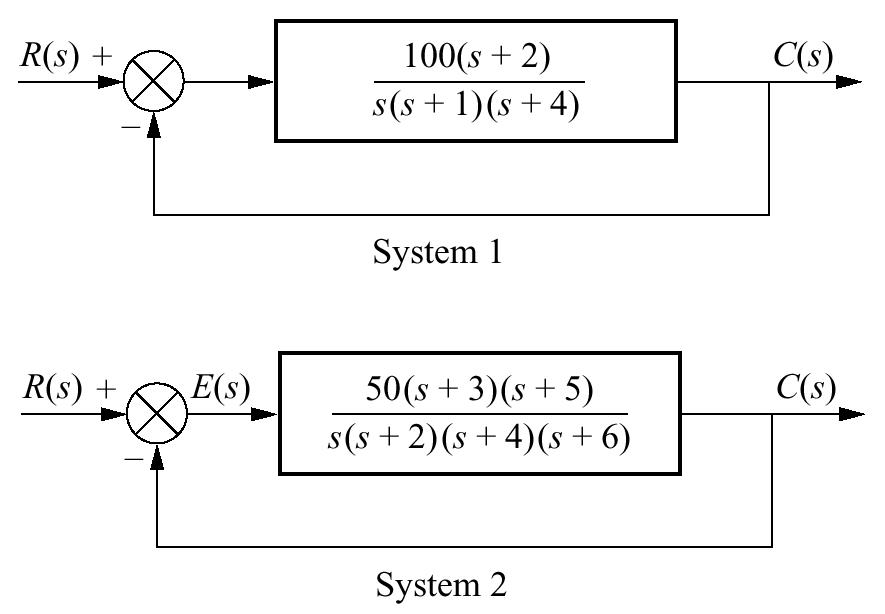 R(s) + 100(s + 2) C(s)
s(s + 1)(s + 4)
−
System 1
R(s) + E(s) 50(s + 3)(s + 5) C(s)
s(s + 2)(s + 4)(s + 6)
−
System 2